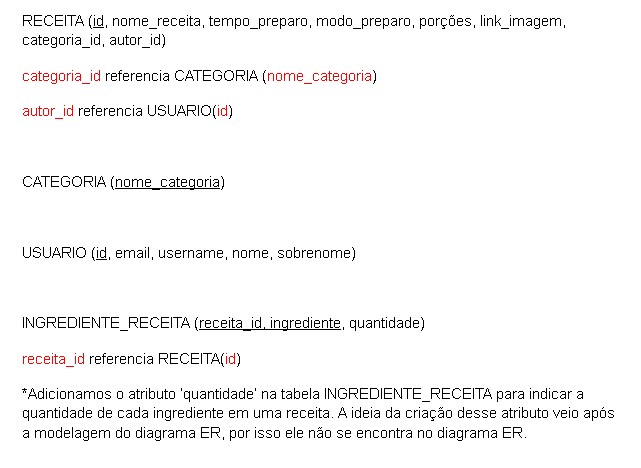 RECEITA (id, nome_receita, tempo_preparo, modo_preparo, porções, link_imagem,
categoria_id, autor_id)
categoria_id referencia CATEGORIA (nome_categoria)
autor_id referencia USUARIO(id)
CATEGORIA (nome_categoria)
USUARIO (id, email, username, nome, sobrenome)
INGREDIENTE_RECEITA (receita_id, ingrediente, quantidade)
receita_id referencia RECEITA(id)
*Adicionamos o atributo 'quantidade' na tabela INGREDIENTE_RECEITA para indicar a
quantidade de cada ingrediente em uma receita. A ideia da criação desse atributo veio após
a modelagem do diagrama ER, por isso ele não se encontra no diagrama ER.